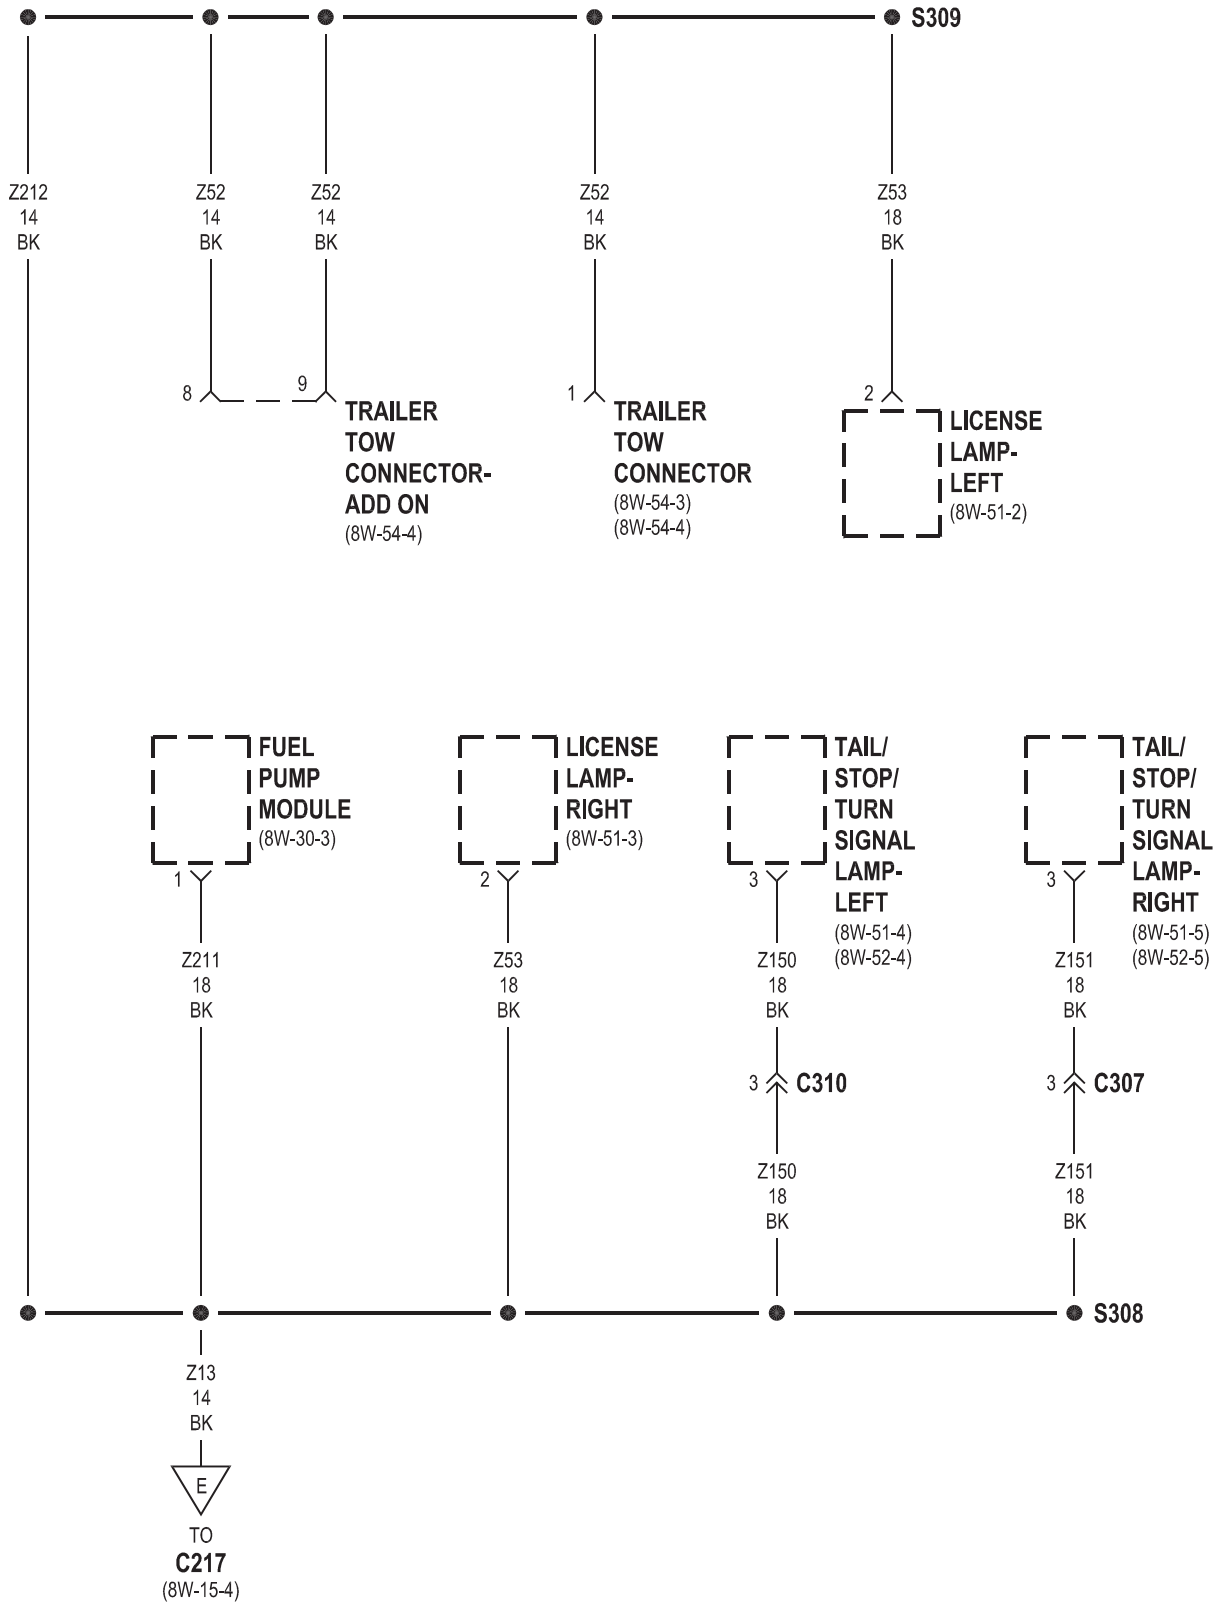 S309
Z212
14
BK
Z52
14
BK
Z52
14
BK
Z52
14
BK
Z53
18
BK
8
9
TRAILER
TOW
CONNECTOR-
ADD ON
(8W-54-4)
1
TRAILER
TOW
CONNECTOR
(8W-54-3)
(8W-54-4)
2
LICENSE
LAMP-
LEFT
(8W-51-2)
FUEL
PUMP
MODULE
(8W-30-3)
1
Z211
18
BK
LICENSE
LAMP-
RIGHT
(8W-51-3)
2
Z53
18
BK
TAIL/
STOP/
TURN
SIGNAL
LAMP-
LEFT
(8W-51-4)
(8W-52-4)
3
Z150
18
BK
3 C310
Z150
18
BK
TAIL/
STOP/
TURN
SIGNAL
LAMP-
RIGHT
(8W-51-5)
(8W-52-5)
3
Z151
18
BK
3 C307
Z151
18
BK
S308
Z13
14
BK
E
TO
C217
(8W-15-4)